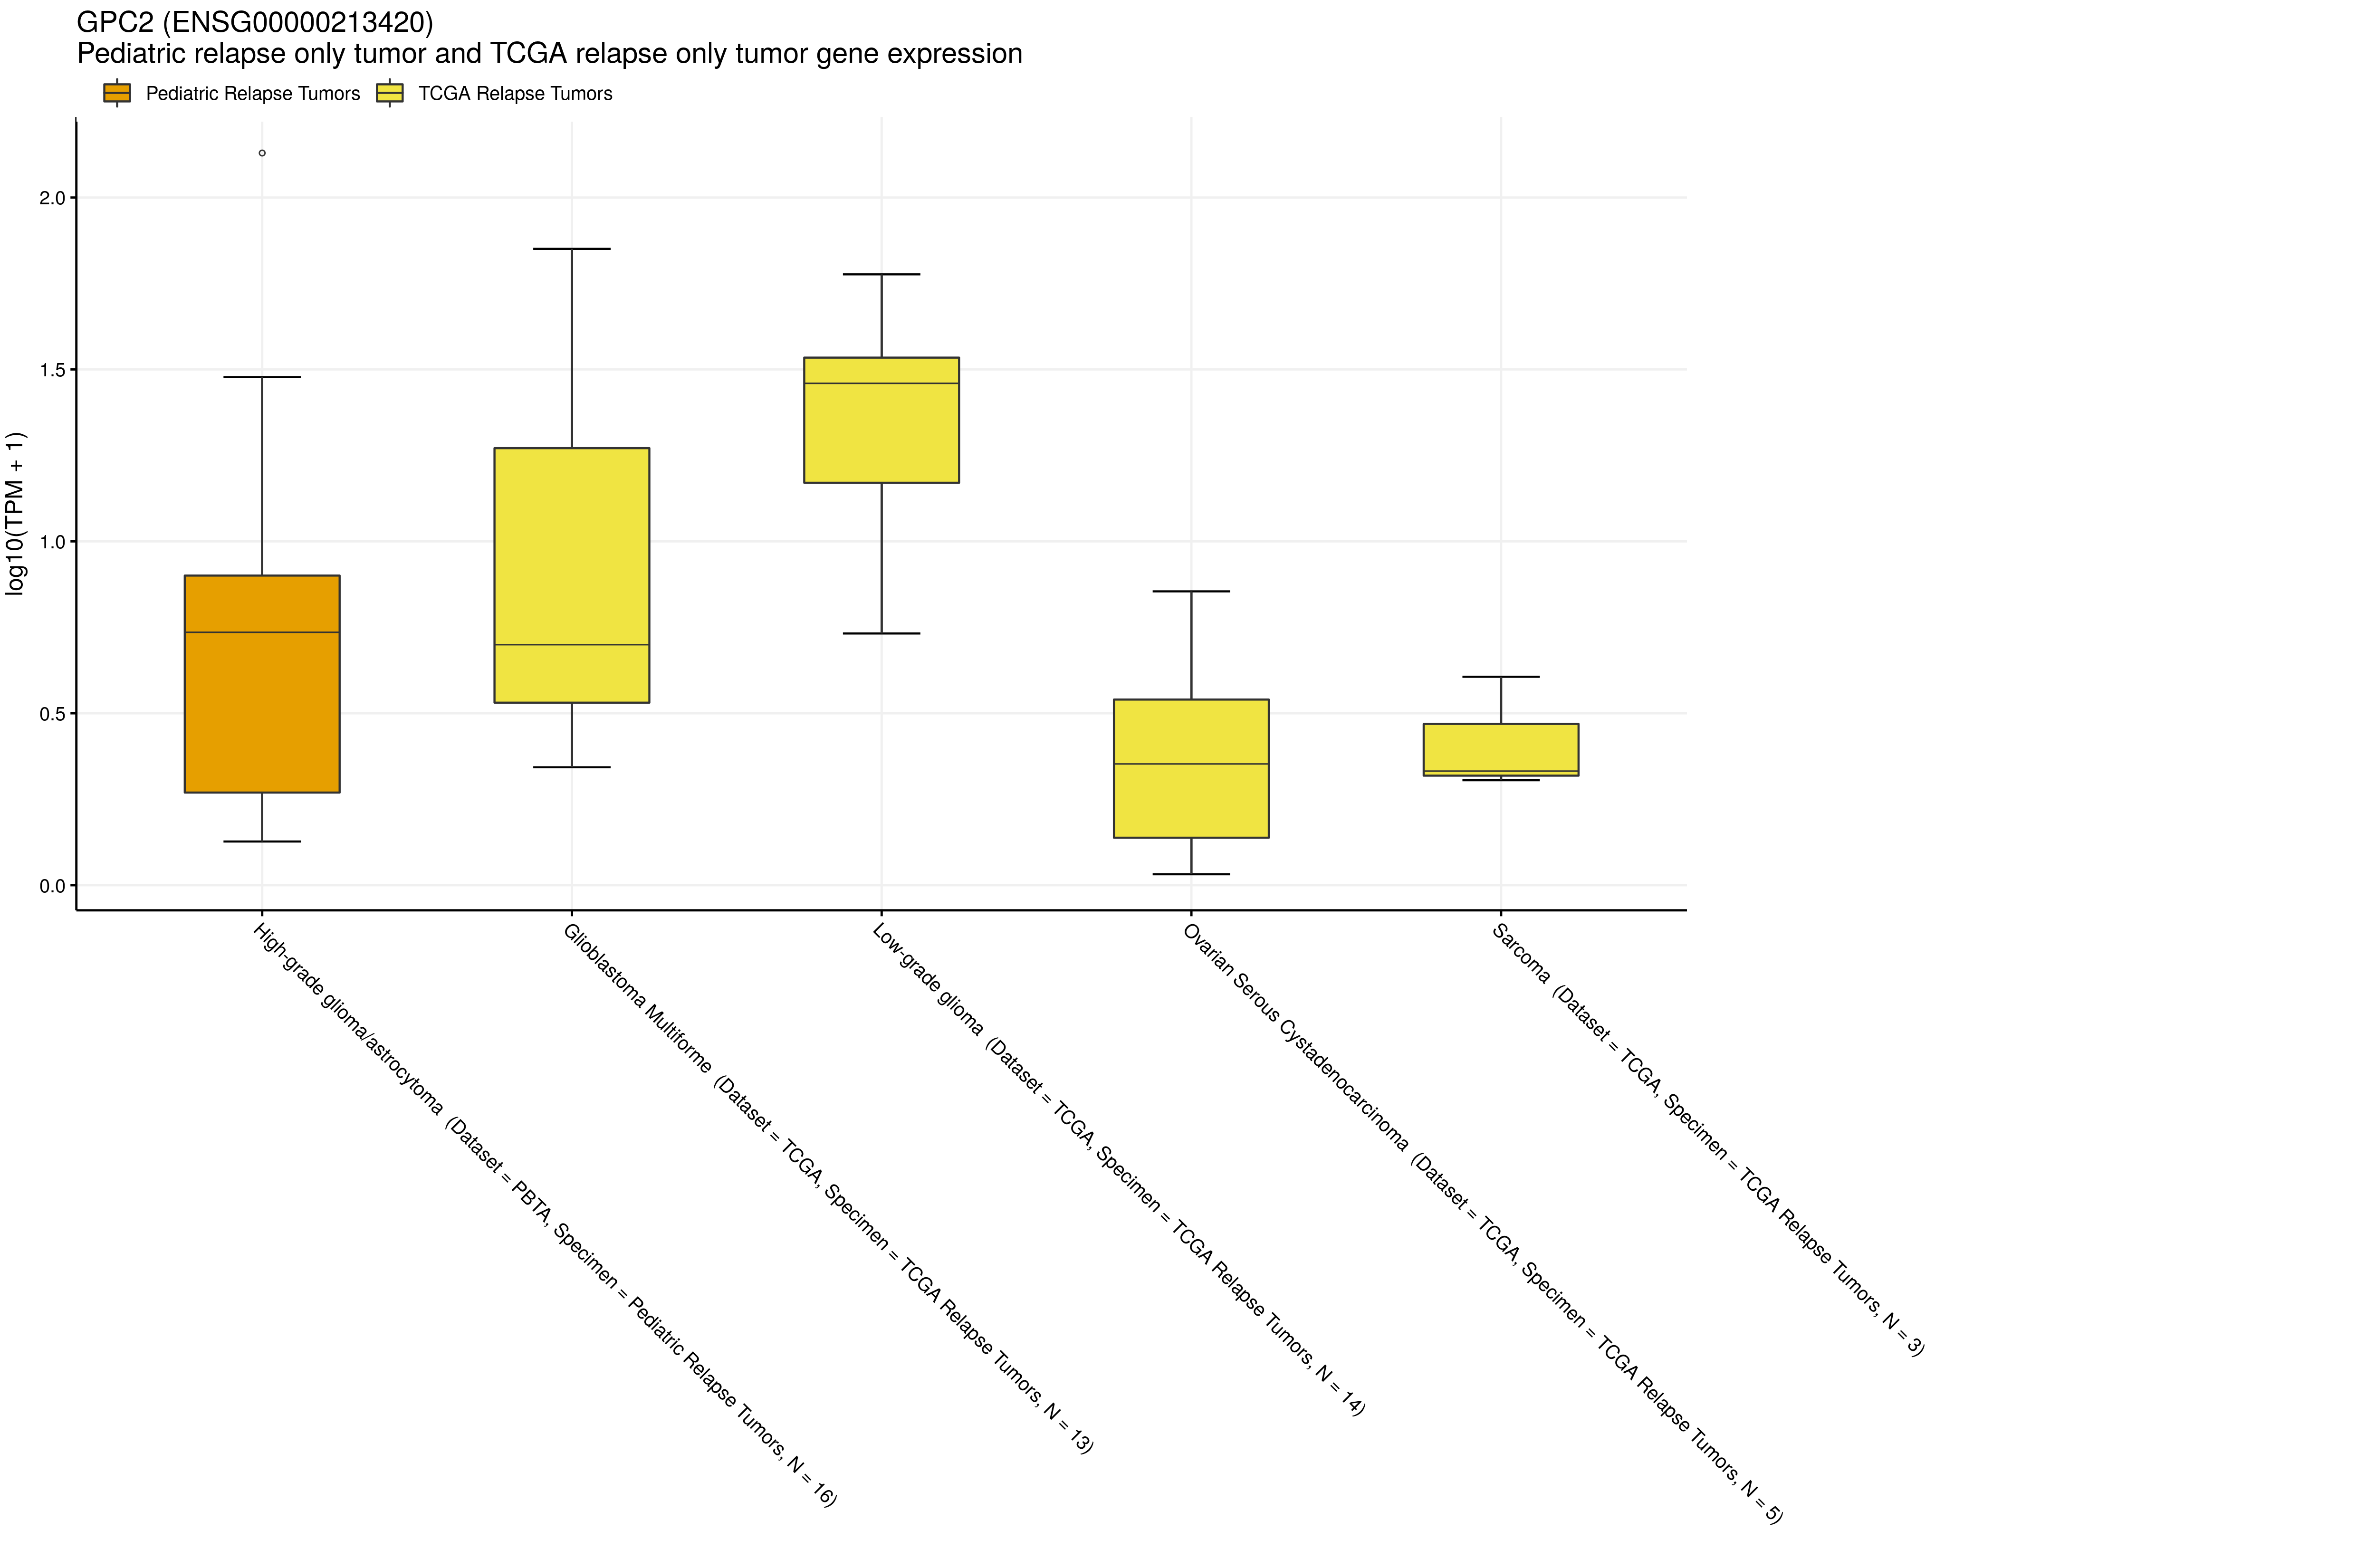 GPC2 (ENSG00000213420)
Pediatric relapse only tumor and TCGA relapse only tumor gene expression
Pediatric Relapse Tumors
TCGA Relapse Tumors
log10(TPM + 1)
2.0
1.5
1.0
0.5
0.0
High-grade glioma/astrocytoma (Dataset = PBTA, Specimen = Pediatric Relapse Tumors, N = 16)
Glioblastoma Multiforme (Dataset = TCGA, Specimen = TCGA Relapse Tumors, N = 13)
Low-grade glioma (Dataset = TCGA, Specimen = TCGA Relapse Tumors, N = 14)
Ovarian Serous Cystadenocarcinoma (Dataset = TCGA, Specimen = TCGA Relapse Tumors, N = 5)
Sarcoma (Dataset = TCGA, Specimen = TCGA Relapse Tumors, N = 3)